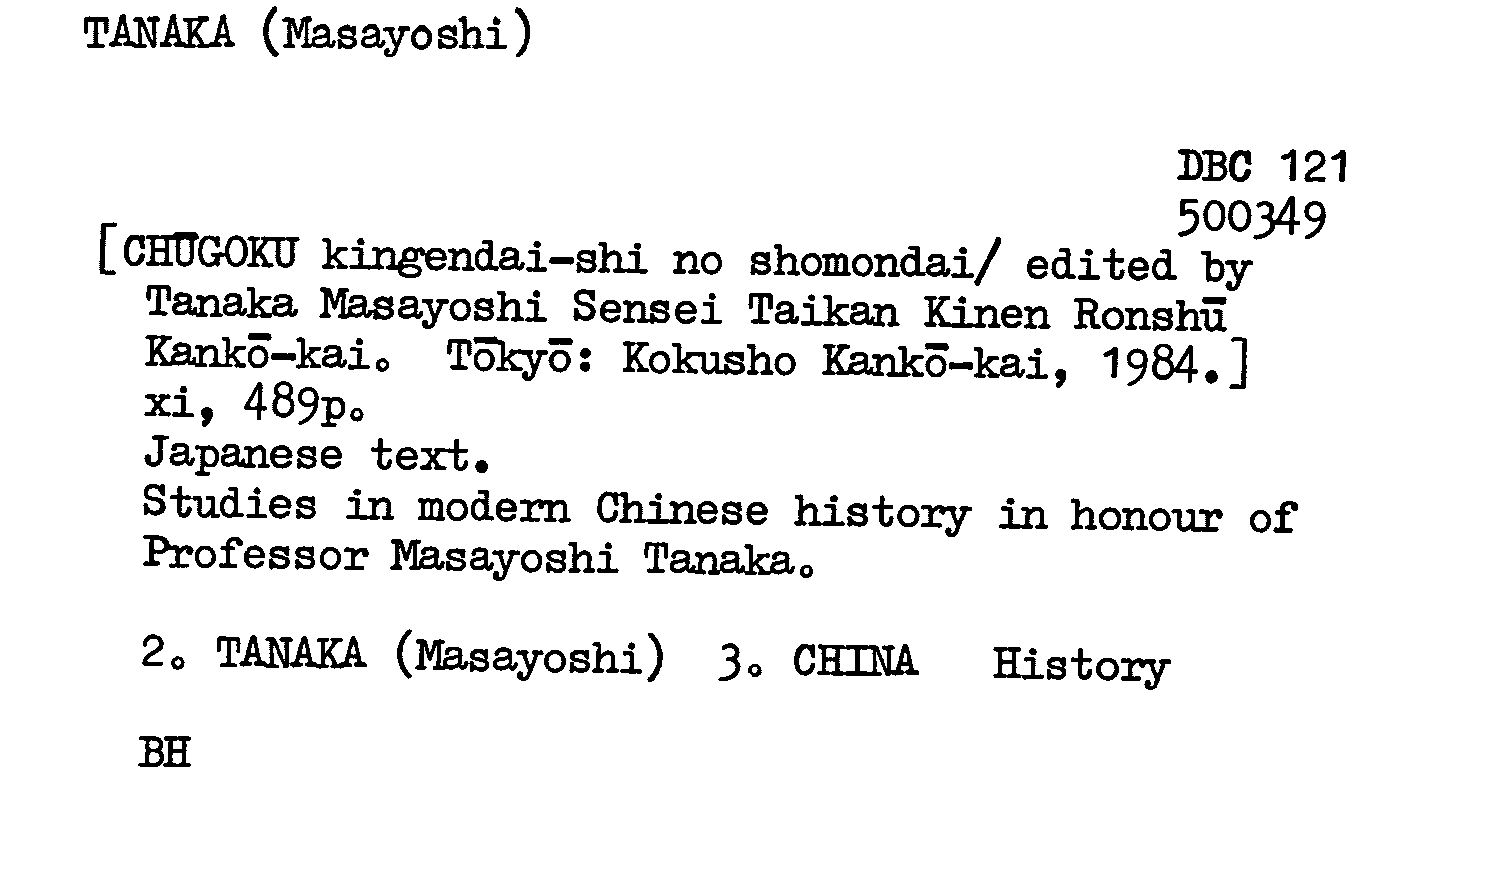 TANAKA (Masayoshi)
DBC 121
500349
[CHŪGOKU kingendai-shi no shomondai/ edited by
Tanaka Masayoshi Sensei Taikan Kinen Ronshū
Kankō-kai. Tōkyō: Kokusho Kankō-kai, 1984.]
xi, 489p.
Japanese text.
Studies in modern Chinese history in honour of
Professor Masayoshi Tanaka.
2. TANAKA (Masayoshi) 3. CHINA History
BH